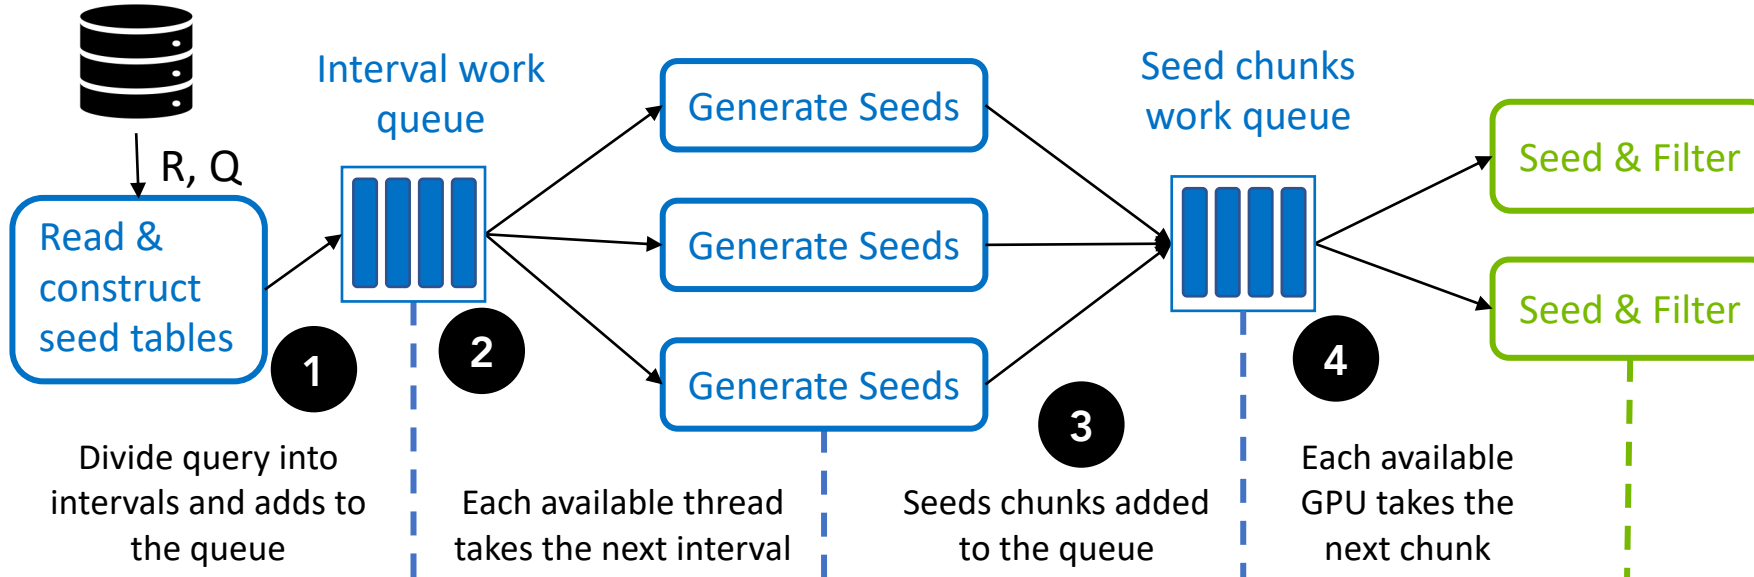 R, Q
Read &
construct
seed tables
1
Divide query into
intervals and adds to
the queue
Interval work
queue
2
Each available thread
takes the next interval
Generate Seeds
Generate Seeds
Generate Seeds
3
Seeds chunks added
to the queue
Seed chunks
work queue
4
Each available
GPU takes the
next chunk
Seed & Filter
Seed & Filter